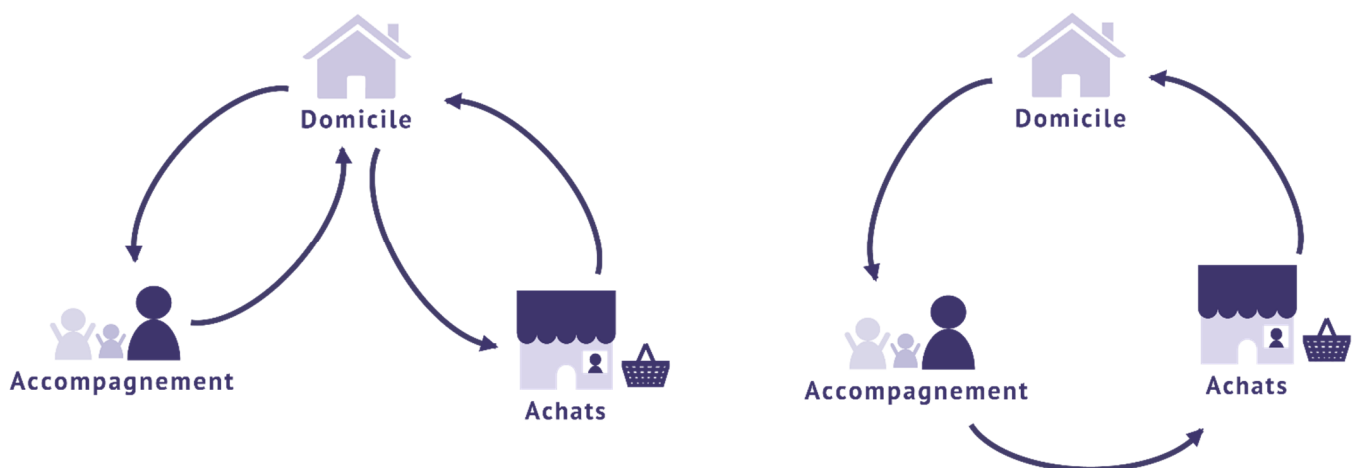 Domicile
Accompagnement
Achats
Domicile
Accompagnement
Achats